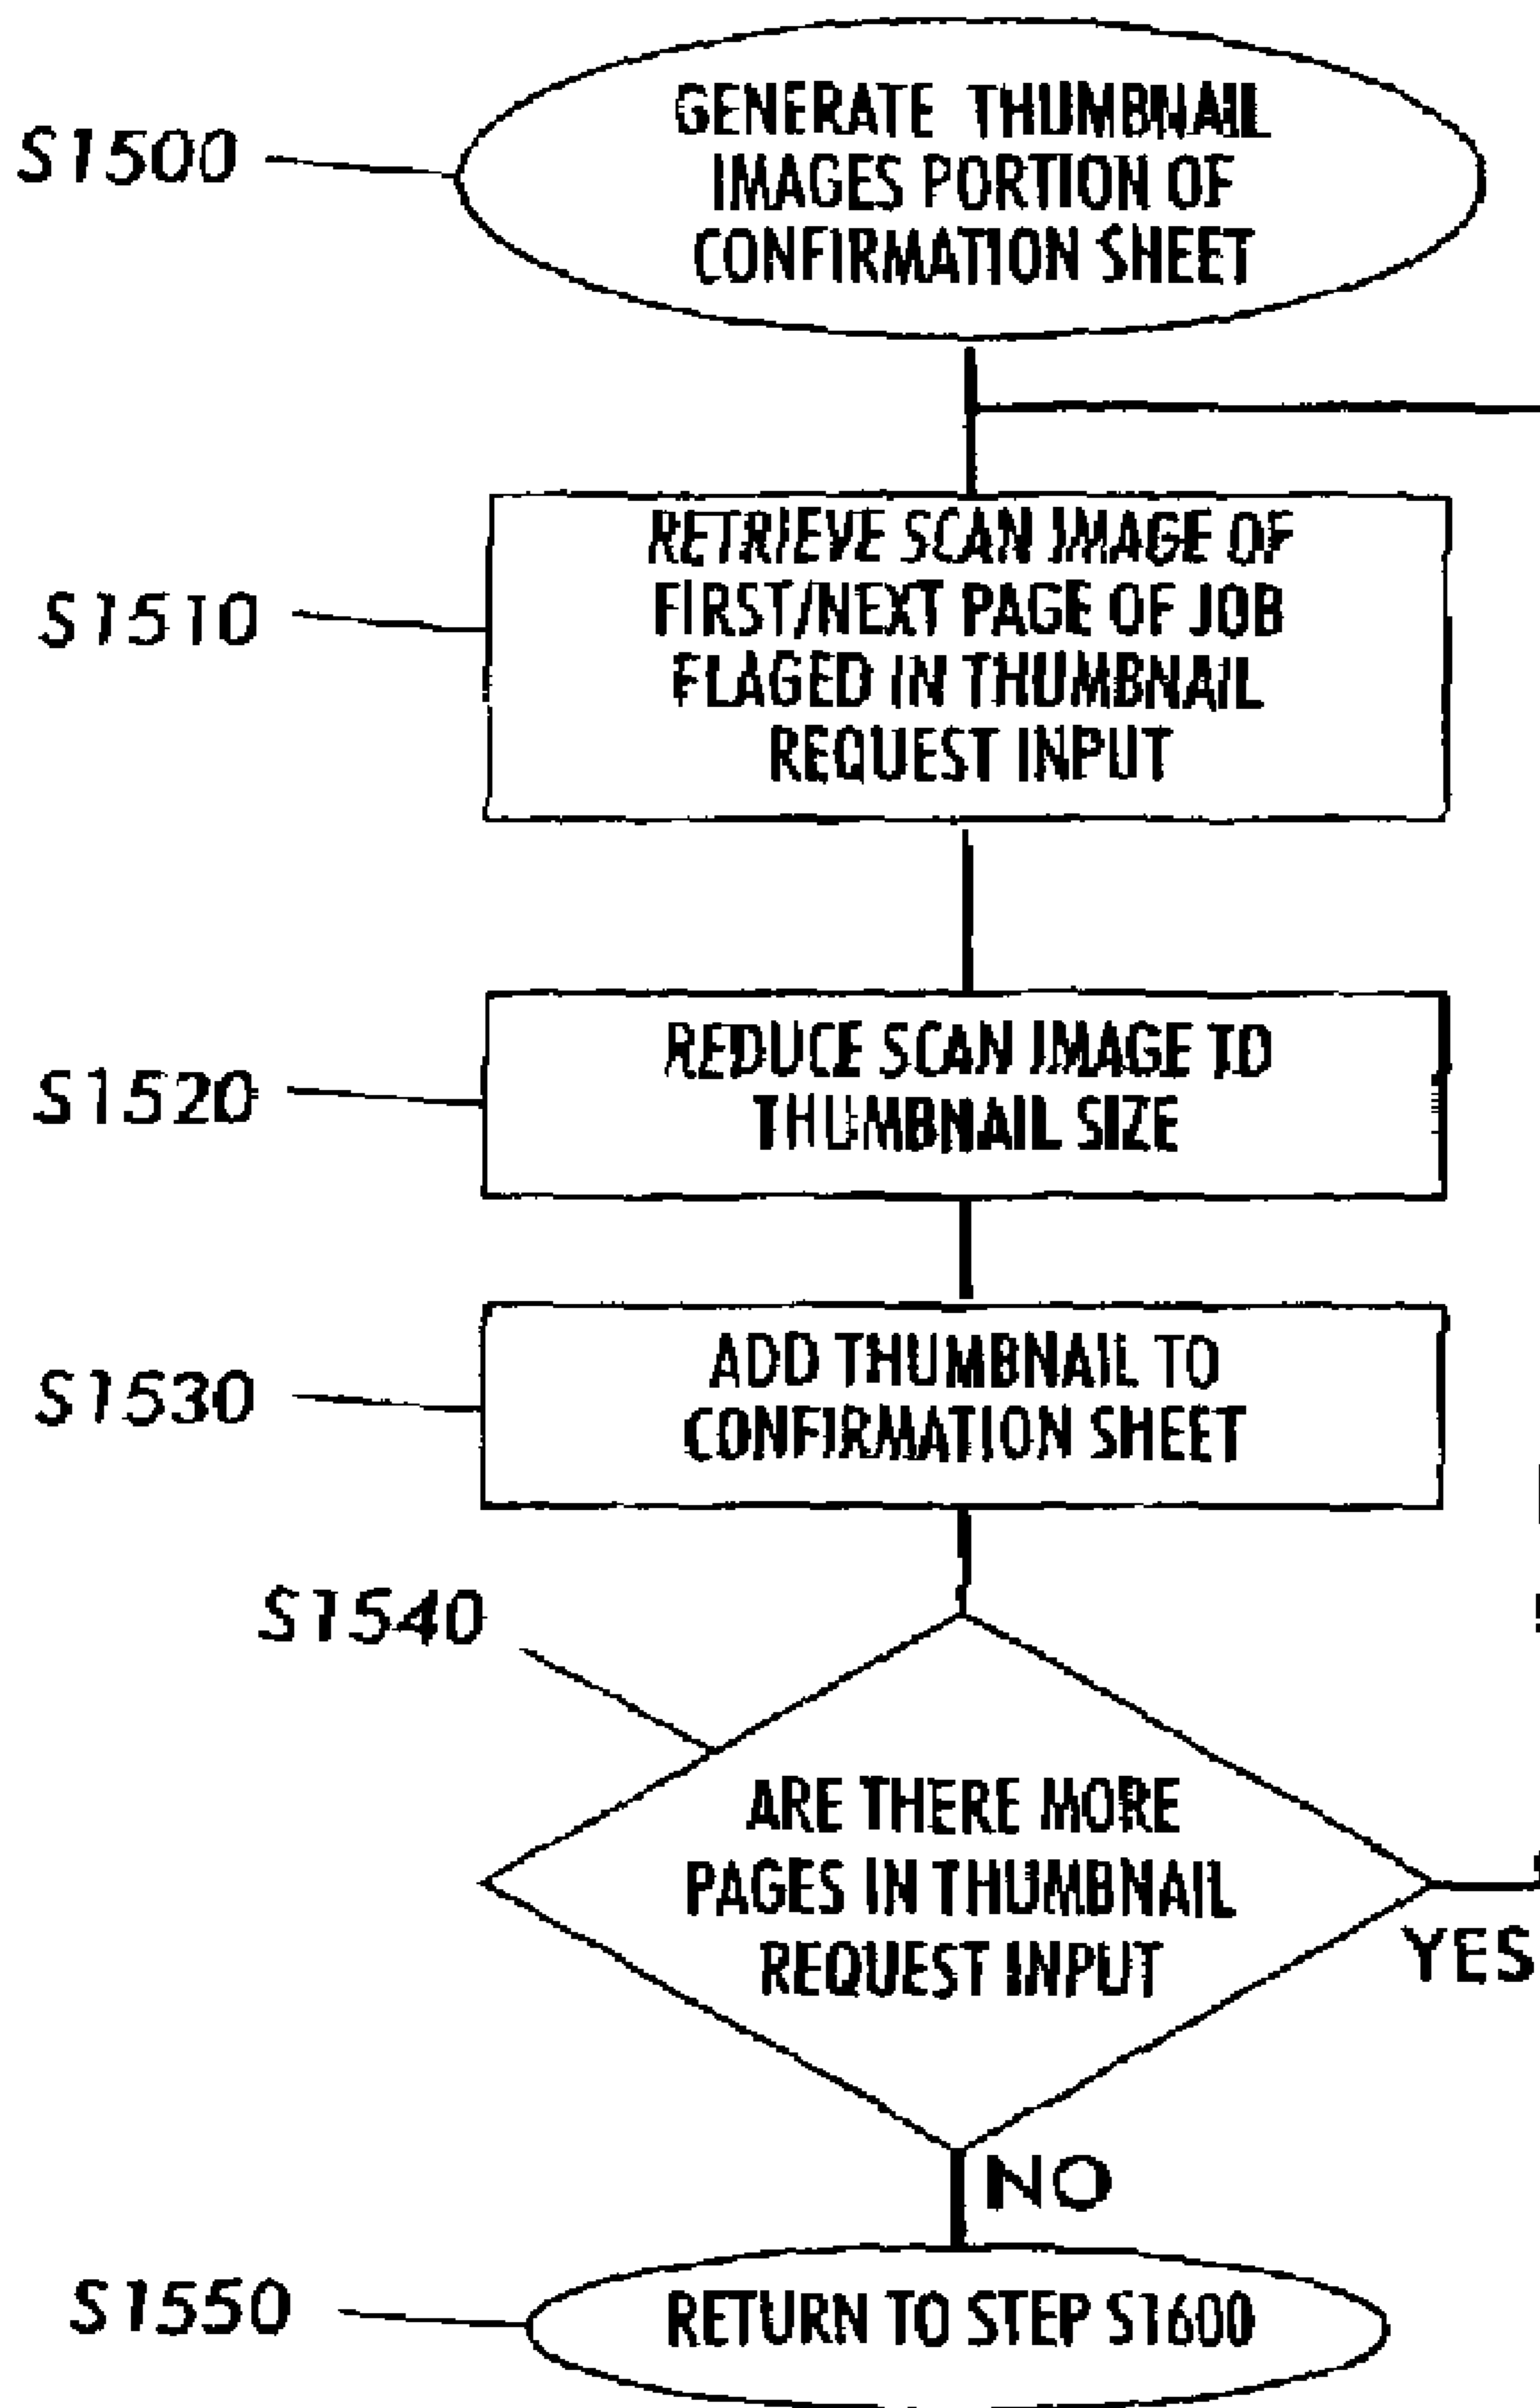 S1500
GENERATE THUMBNAIL
IMAGES PORTION OF
CONFIRMATION SHEET
S1510
RETRIEVE SCAN IMAGE OF
FIRST/NEXT PAGE OF JOB
FLAGED IN THUMBNAIL
REQUEST INPUT
S1520
REDUCE SCAN IMAGE TO
THUMBNAIL SIZE
S1530
ADD THUMBNAIL TO
CONFIRMATION SHEET
S1540
ARE THERE MORE
PAGES IN THUMBNAIL
REQUEST INPUT
YES
NO
S1550
RETURN TO STEP S1600